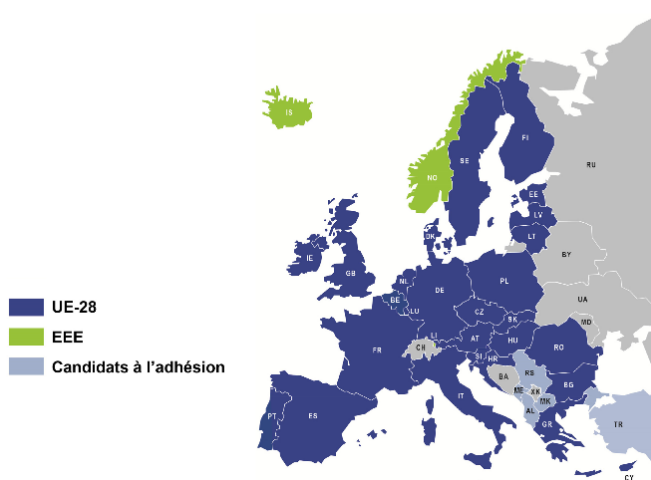 IS
FI
SE
NO
RU
EE
LV
DK
LT
IE
BY
GB
NL
PL
DE
BE
UA
LU
CZ
SK
MD
LI
AT
HU
FR
CH
RO
SI
HR
BA
RS
ME
XK
BG
IT
MK
AL
PT
ES
GR
TR
CY
UE-28
EEE
Candidats à l'adhésion